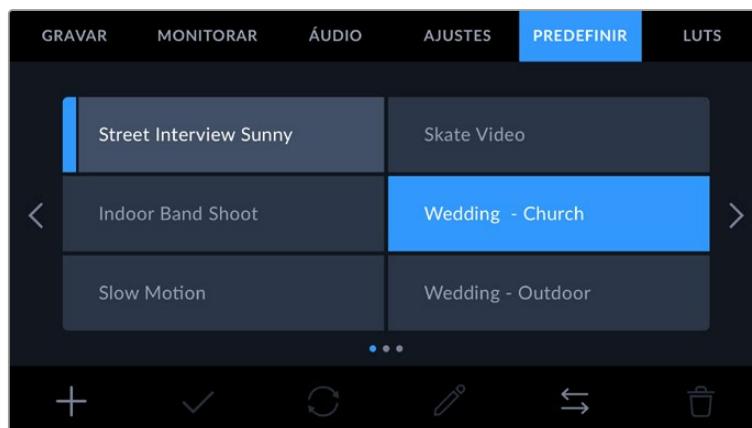 GRAVAR MONITORAR ÁUDIO AJUSTES PREDEFINIR LUTS
Street Interview Sunny Skate Video
Indoor Band Shoot Wedding - Church
Slow Motion Wedding - Outdoor